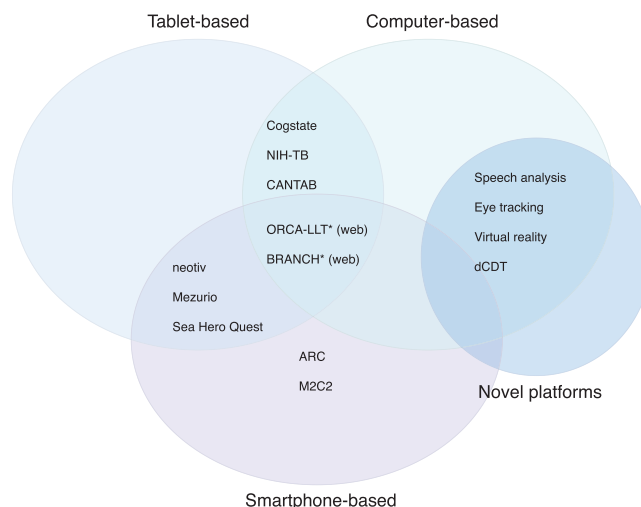 Tablet-based
Computer-based
Cogstate
NIH-TB
CANTAB
ORCA-LLT* (web)
BRANCH* (web)
Speech analysis
Eye tracking
Virtual reality
dCDT
neotiv
Mezurio
Sea Hero Quest
ARC
M2C2
Novel platforms
Smartphone-based